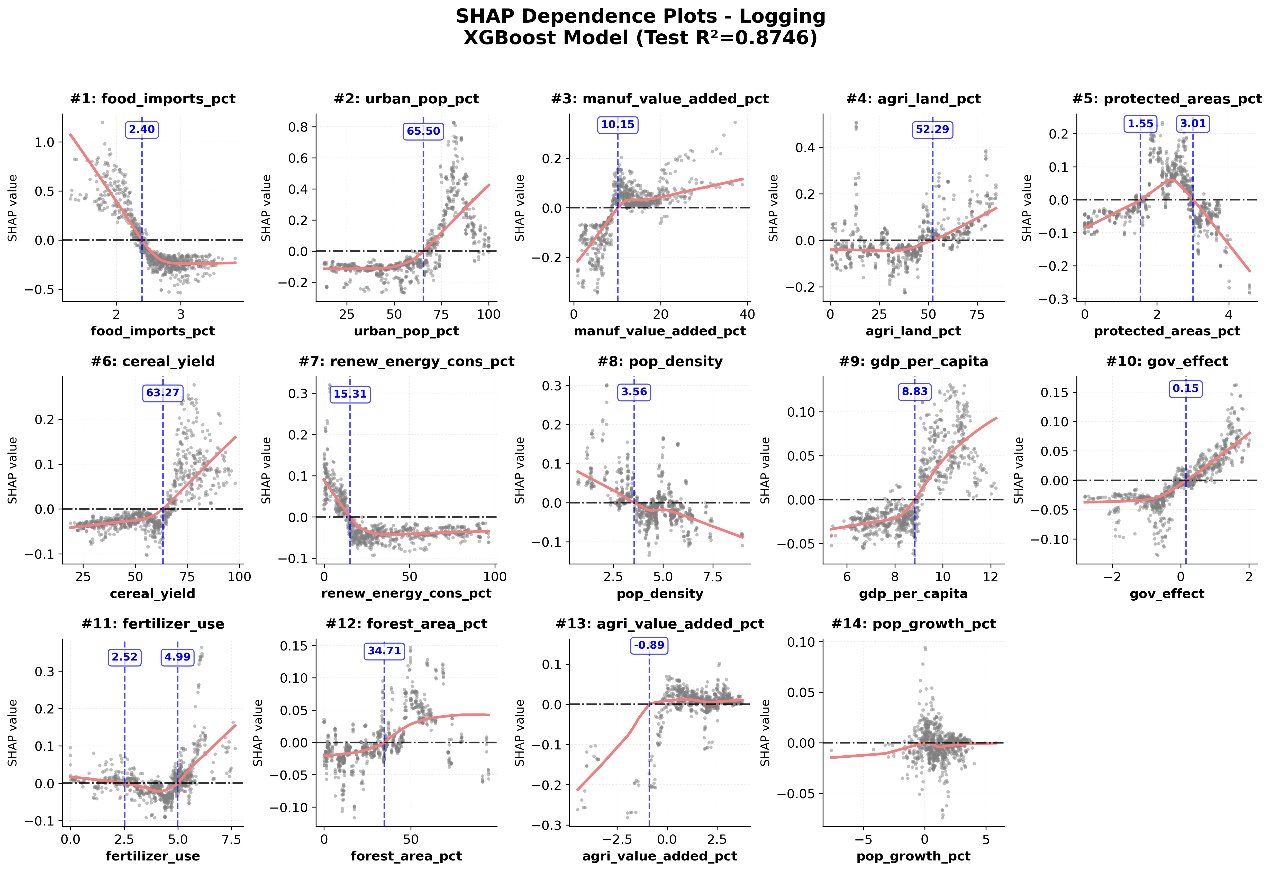 SHAP Dependence Plots - Logging
XGBoost Model (Test R²=0.8746)
#1: food_imports_pct
2.40
1.0
0.5
0.0
−0.5
SHAP value
2
3
food_imports_pct
#2: urban_pop_pct
65.50
0.8
0.6
0.4
0.2
0.0
−0.2
SHAP value
25
50
75
100
urban_pop_pct
#3: manuf_value_added_pct
10.15
0.2
0.0
−0.2
SHAP value
0
10
20
30
40
manuf_value_added_pct
#4: agri_land_pct
52.29
0.4
0.2
0.0
−0.2
SHAP value
0
25
50
75
agri_land_pct
#5: protected_areas_pct
1.55
3.01
0.2
0.1
0.0
−0.1
−0.2
−0.3
SHAP value
0
2
4
protected_areas_pct
#6: cereal_yield
63.27
0.2
0.1
0.0
−0.1
SHAP value
25
50
75
100
cereal_yield
#7: renew_energy_cons_pct
15.31
0.3
0.2
0.1
0.0
−0.1
SHAP value
0
50
100
renew_energy_cons_pct
#8: pop_density
3.56
0.3
0.2
0.1
0.0
−0.1
SHAP value
2.5
5.0
7.5
pop_density
#9: gdp_per_capita
8.83
0.10
0.05
0.00
−0.05
SHAP value
6
8
10
12
gdp_per_capita
#10: gov_effect
0.15
0.15
0.10
0.05
0.00
−0.05
−0.10
SHAP value
−2
0
2
gov_effect
#11: fertilizer_use
2.52
4.99
0.3
0.2
0.1
0.0
−0.1
SHAP value
0.0
2.5
5.0
7.5
fertilizer_use
#12: forest_area_pct
34.71
0.15
0.10
0.05
0.00
−0.05
−0.10
SHAP value
0
50
forest_area_pct
#13: agri_value_added_pct
-0.89
0.1
0.0
−0.1
−0.2
−0.3
SHAP value
−2.5
0.0
2.5
agri_value_added_pct
#14: pop_growth_pct
0.10
0.05
0.00
−0.05
SHAP value
−5
0
5
pop_growth_pct